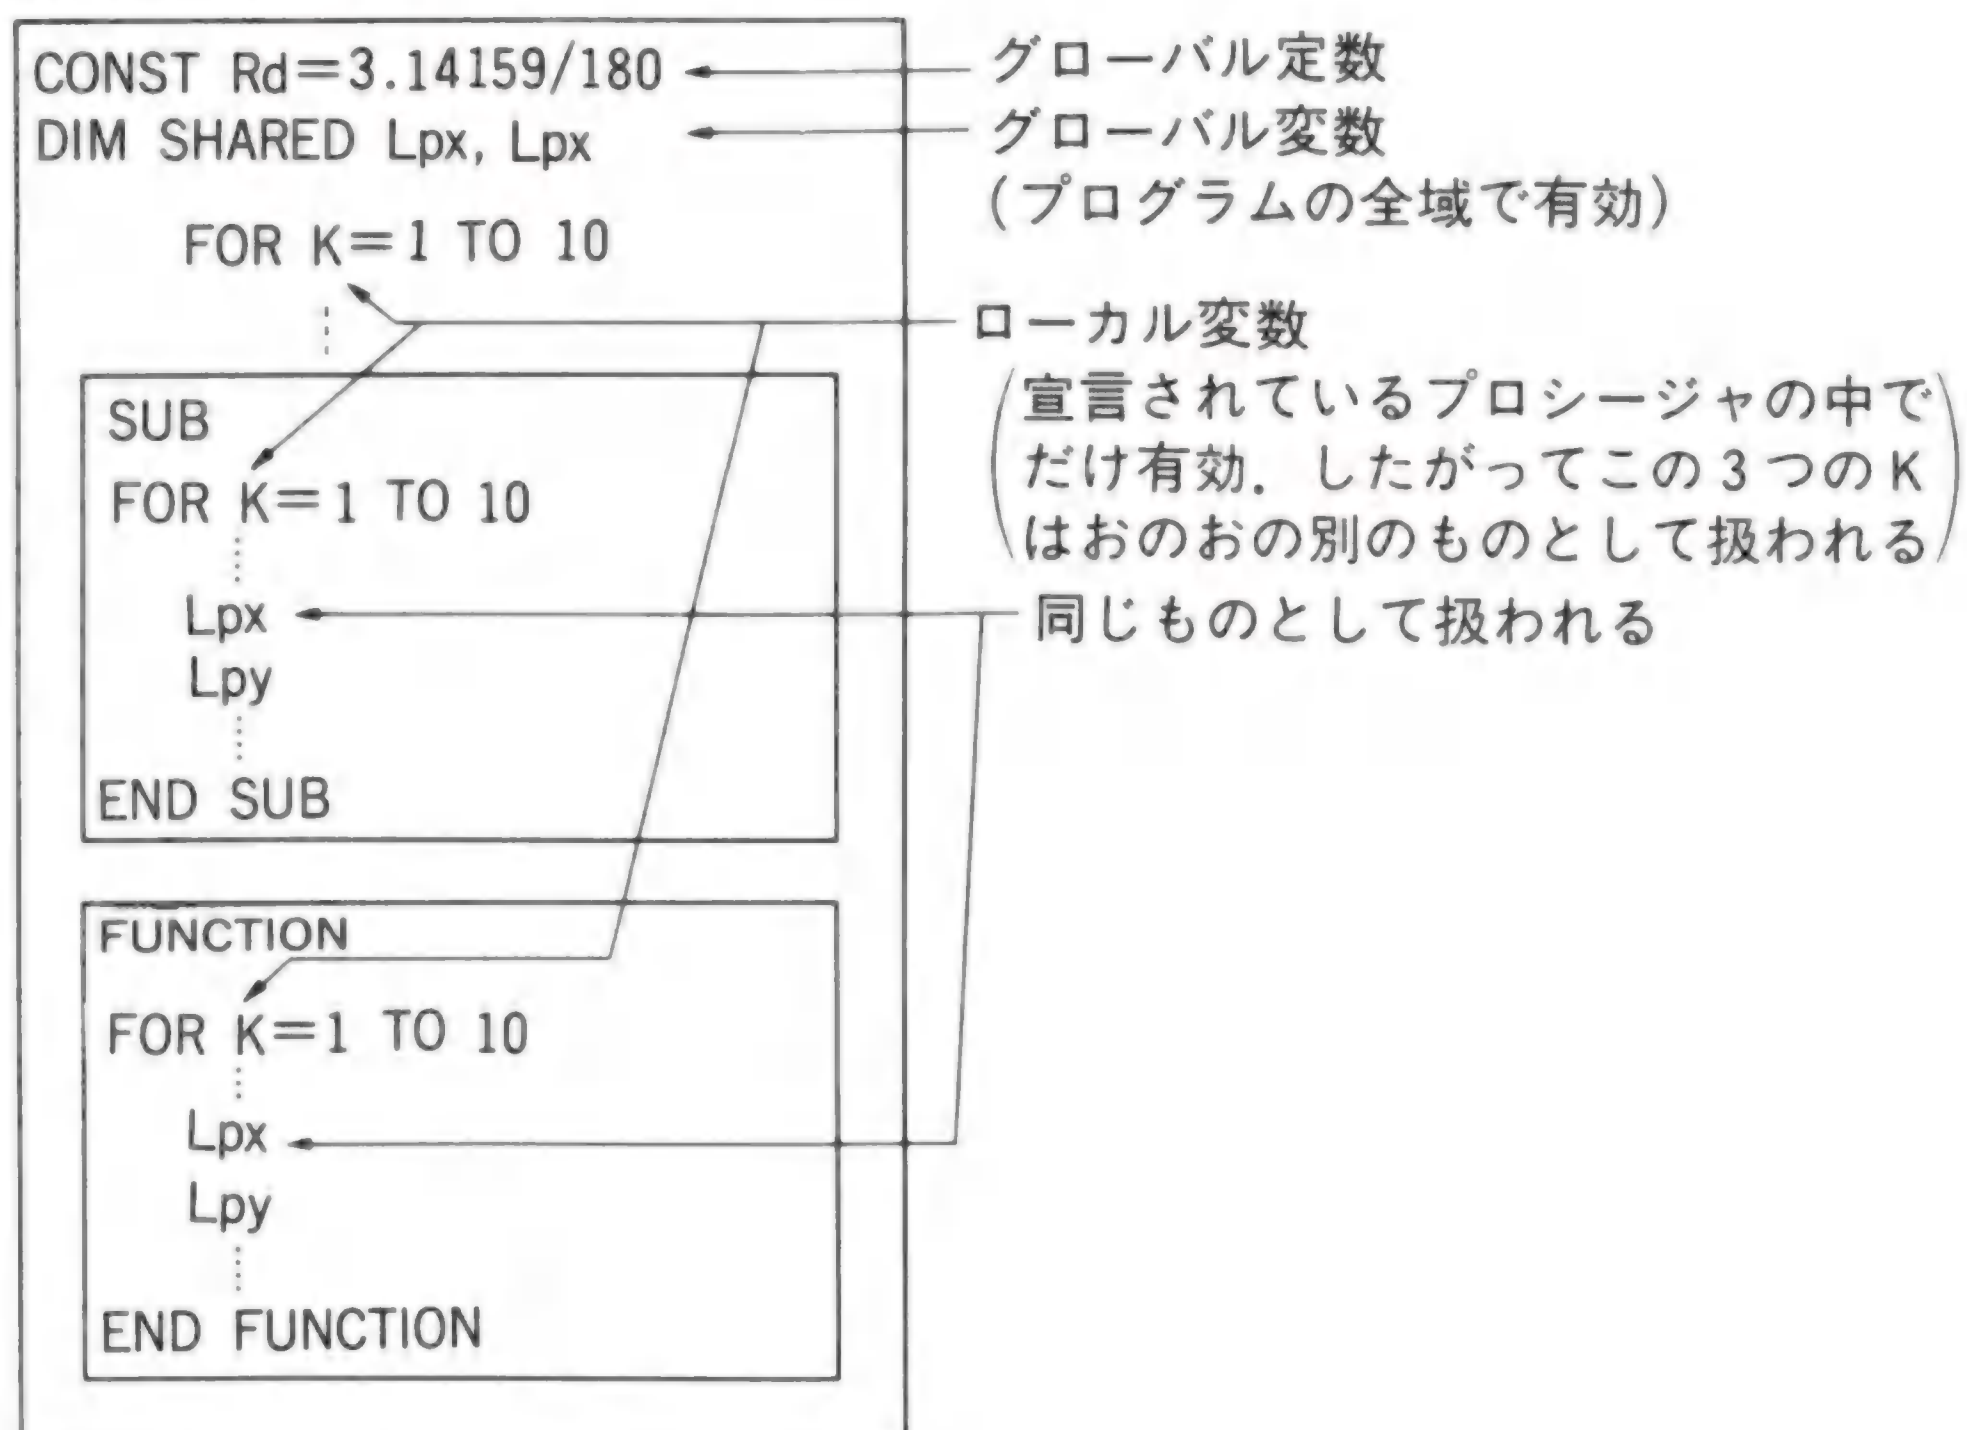 CONST Rd=3.14159/180
グローバル定数
DIM SHARED Lpx, Lpx
グローバル変数
(プログラムの全域で有効)
FOR K=1 TO 10
ローカル変数
宣言されているプロシージャの中で
だけ有効．したがってこの3つのK
はおのおの別のものとして扱われる
SUB
FOR K=1 TO 10
Lpx
同じものとして扱われる
Lpy
END SUB
FUNCTION
FOR K=1 TO 10
Lpx
Lpy
END FUNCTION